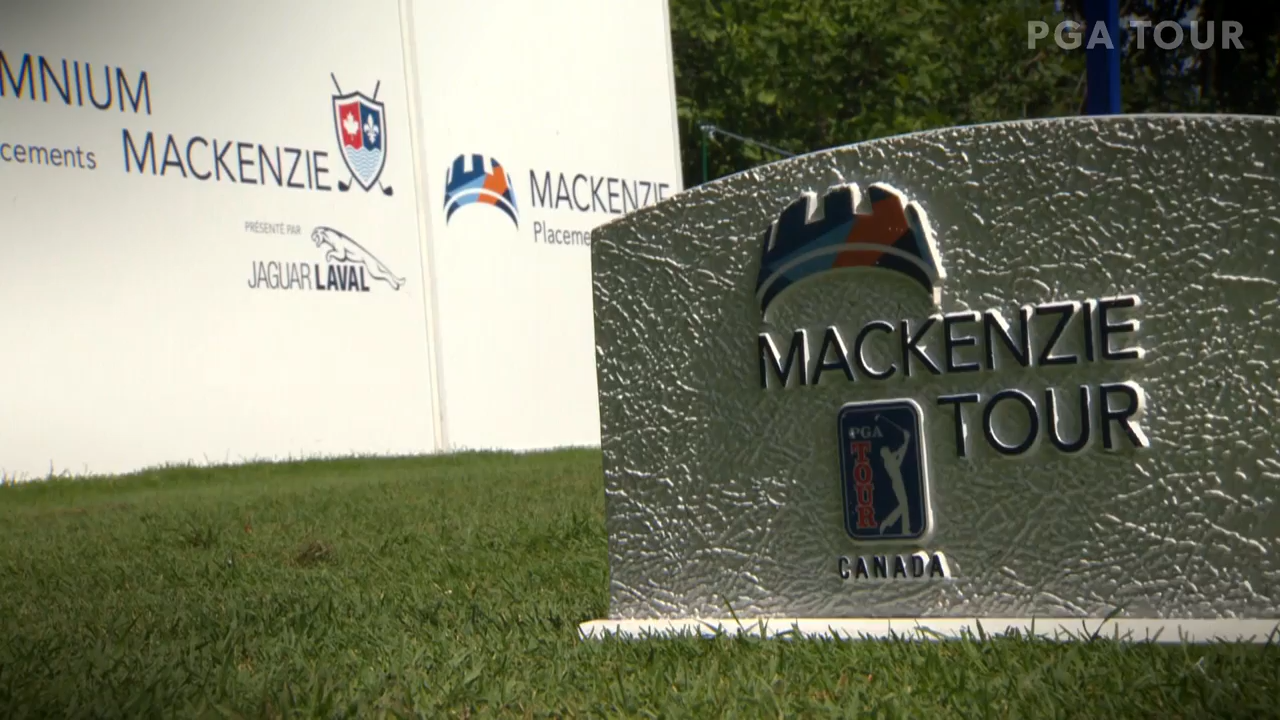 PGA TOUR
MNIUM
cements MACKENZIE
PRÉSENTÉ PAR
JAGUAR LAVAL
MACKENZIE
Placeme
MACKENZIE
TOUR
PGA
TOUR
CANADA